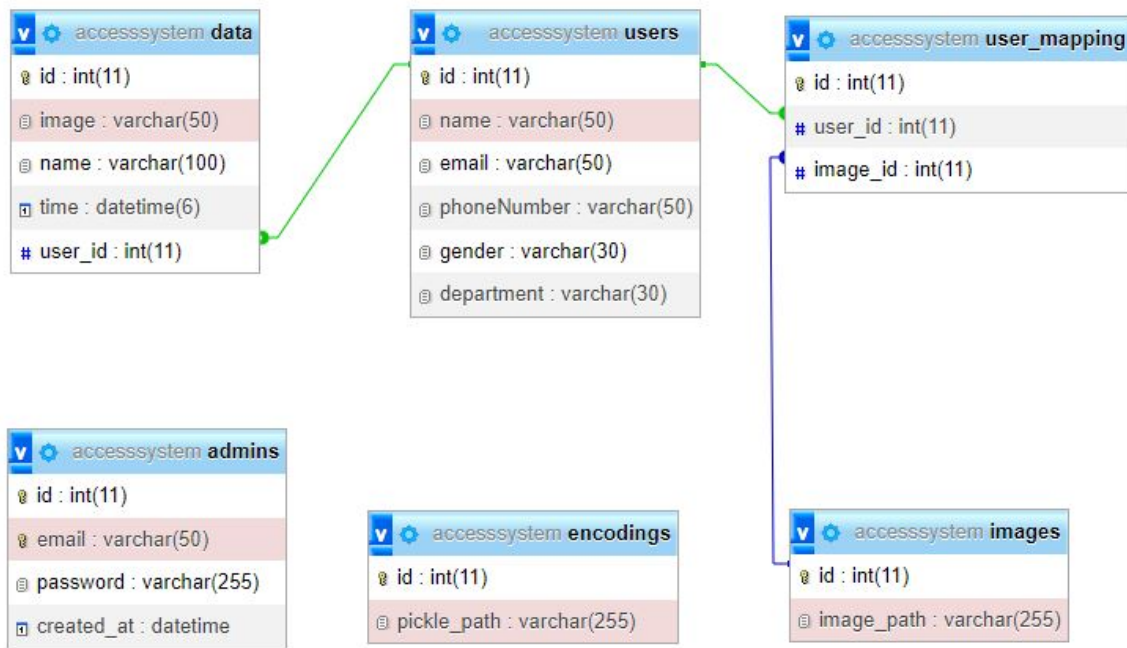 accesssystem data
id : int(11)
image : varchar(50)
name : varchar(100)
time : datetime(6)
# user_id : int(11)
accesssystem users
id : int(11)
name : varchar(50)
email : varchar(50)
phoneNumber : varchar(50)
gender : varchar(30)
department : varchar(30)
accesssystem user_mapping
id : int(11)
# user_id : int(11)
# image_id : int(11)
accesssystem admins
id : int(11)
email : varchar(50)
password : varchar(255)
created_at : datetime
accesssystem encodings
id : int(11)
pickle_path : varchar(255)
accesssystem images
id : int(11)
image_path : varchar(255)